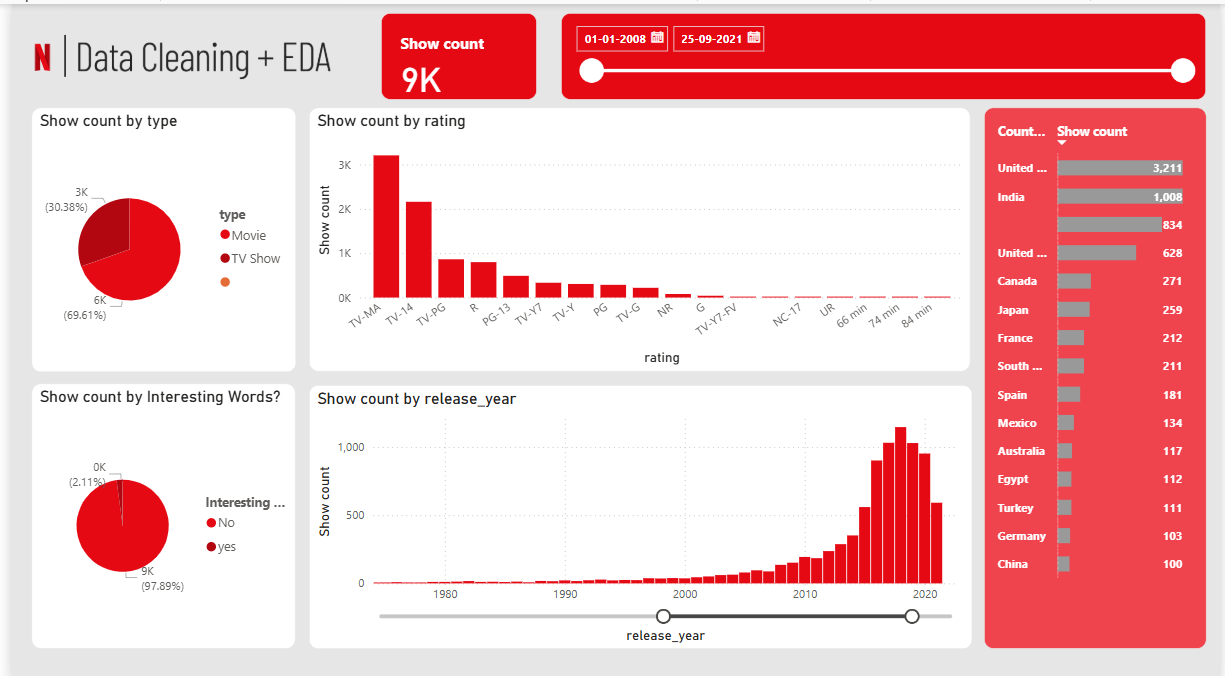 N | Data Cleaning + EDA
Show count
9K
01-01-2008
25-09-2021
Show count by type
3K
(30.38%)
6K
(69.61%)
type
Movie
TV Show
Show count by rating
Show count
3K
2K
1K
0K
TV-MA
TV-14
TV-PG
R
PG-13
TV-Y7
TV-Y
PG
TV-G
NR
G
TV-Y7-FV
NC-17
UR
66 min
74 min
84 min
rating
Count... Show count
United ... 3,211
India 1,008
834
United ... 628
Canada 271
Japan 259
France 212
South ... 211
Spain 181
Mexico 134
Australia 117
Egypt 112
Turkey 111
Germany 103
China 100
Show count by Interesting Words?
0K
(2.11%)
9K
(97.89%)
Interesting ...
No
yes
Show count by release_year
Show count
1,000
500
0
1980
1990
2000
2010
2020
release_year